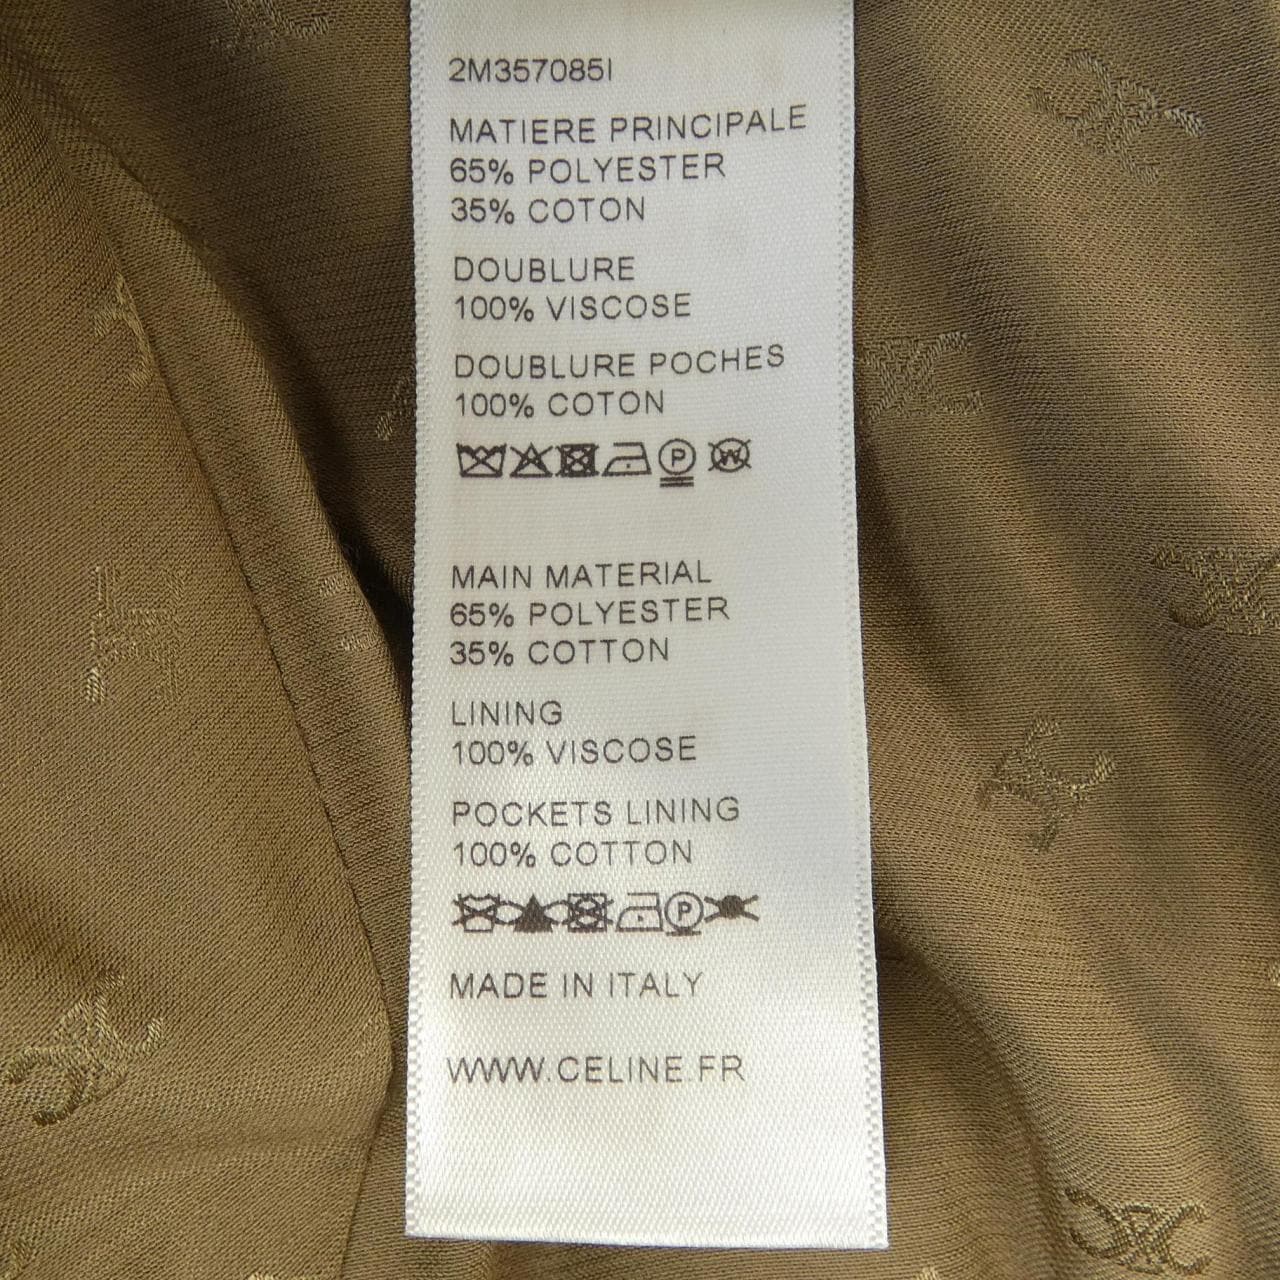 2M357085I
MATIERE PRINCIPALE
65% POLYESTER
35% COTON
DOUBLURE
100% VISCOSE
DOUBLURE POCHES
100% COTON
P W
MAIN MATERIAL
65% POLYESTER
35% COTTON
LINING
100% VISCOSE
POCKETS LINING
100% COTTON
P
MADE IN ITALY
WWW.CELINE.FR